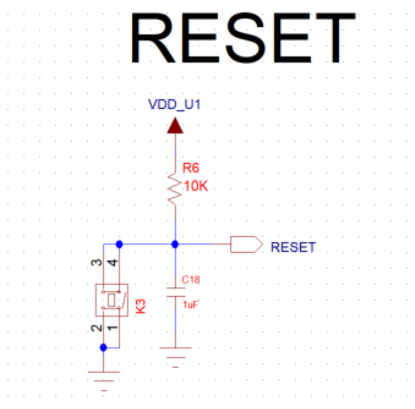 RESET
VDD_U1
R6
10K
RESET
3
4
C18
1uF
K3
2
1